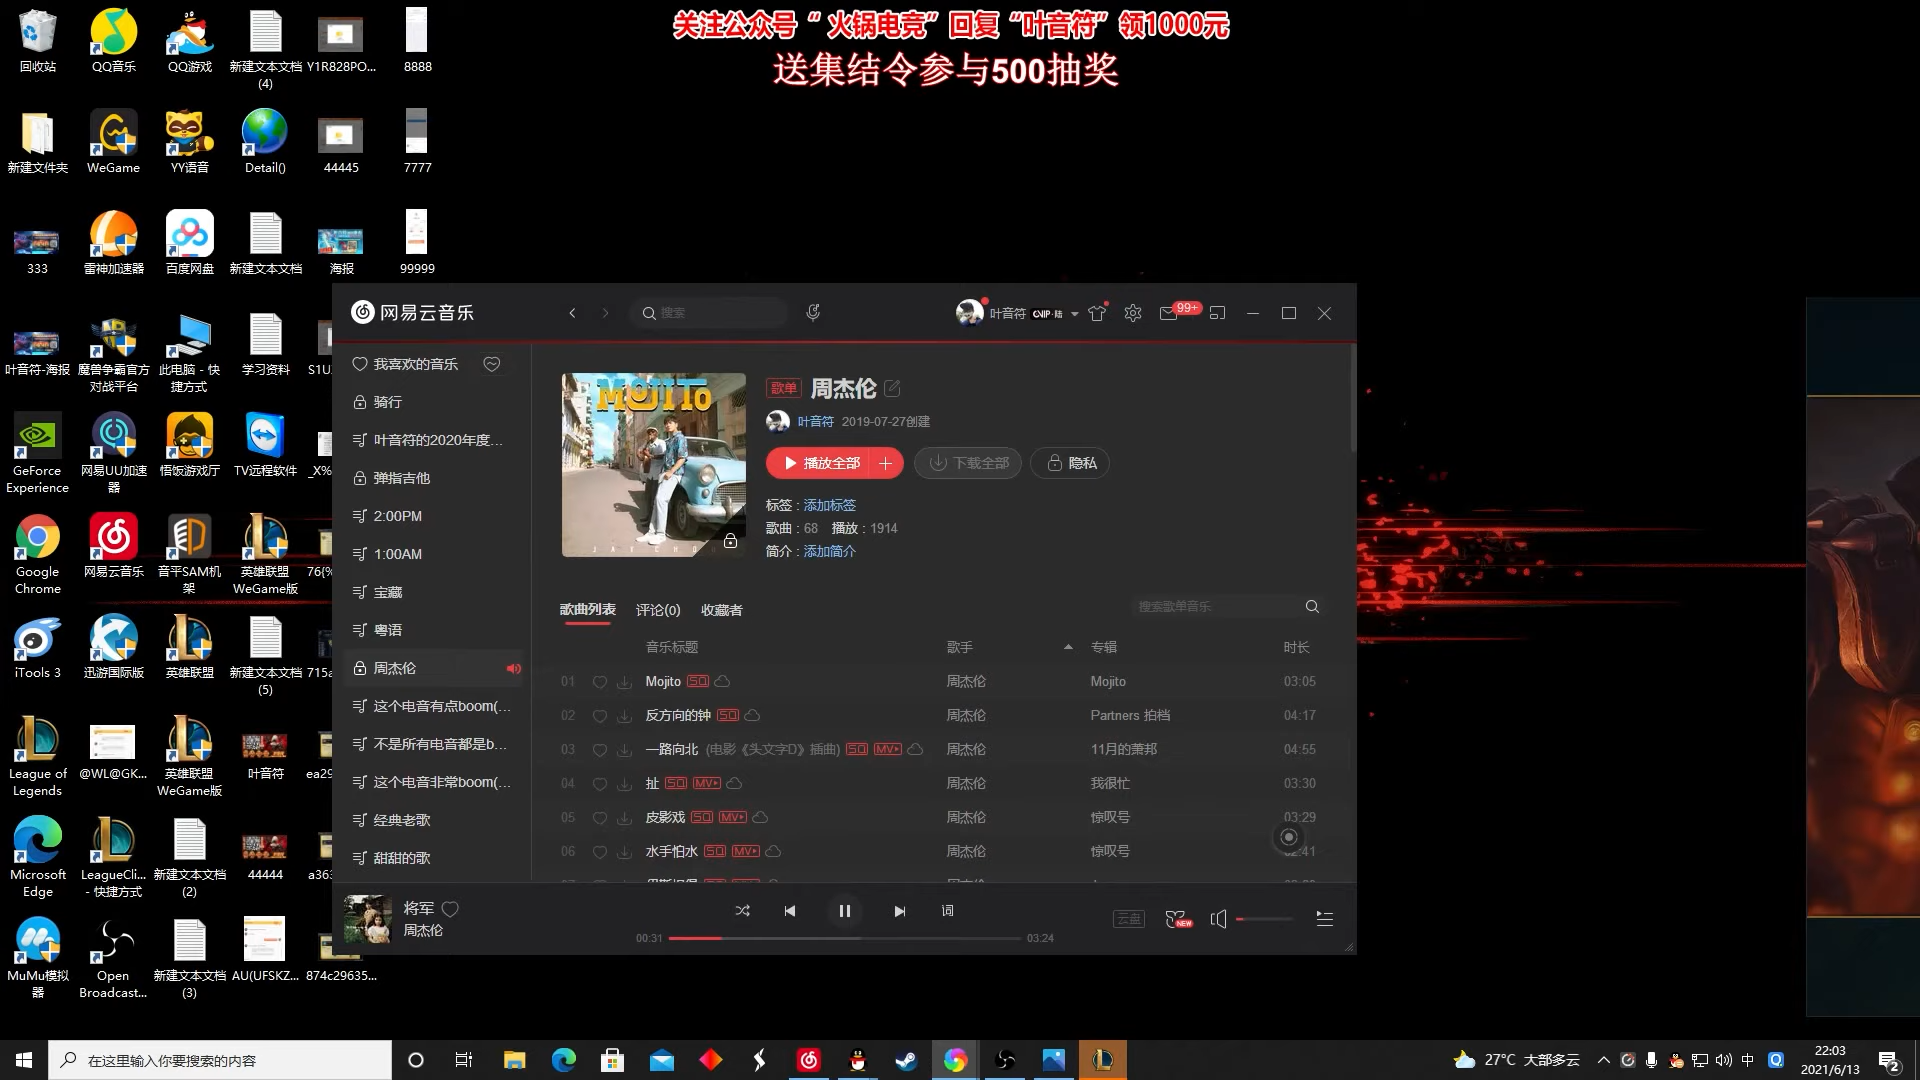 关注公众号“ 火锅电竞”回复“叶音符”领1000元
送集结令参与500抽奖
回收站
QQ音乐
QQ游戏
新建文本文档
(4)
Y1R828PO...
8888
新建文件夹
WeGame
YY语音
Detail()
44445
7777
333
雷神加速器
百度网盘
新建文本文档
海报
99999
叶音符-海报
魔兽争霸官方
对战平台
此电脑 - 快
捷方式
学习资料
GeForce
Experience
网易UU加速
器
悟饭游戏厅
TV远程软件
Google
Chrome
网易云音乐
音平SAM机
架
英雄联盟
WeGame版
iTools 3
迅游国际版
英雄联盟
新建文本文档
(5)
League of
Legends
@WL@GK...
英雄联盟
WeGame版
叶音符
Microsoft
Edge
LeagueCli...
- 快捷方式
新建文本文档
(2)
44444
MuMu模拟
器
Open
Broadcast...
新建文本文档
(3)
AU(UFSKZ...
874c29635...
网易云音乐
搜索
叶音符
99+
我喜欢的音乐
骑行
叶音符的2020年度...
弹指吉他
2:00PM
1:00AM
宝藏
粤语
周杰伦
这个电音有点boom(...
不是所有电音都是b...
这个电音非常boom(...
经典老歌
甜甜的歌
MOJITO
歌单 周杰伦
叶音符 2019-07-27创建
播放全部
下载全部
隐私
标签 : 添加标签
歌曲 : 68 播放 : 1914
简介 : 添加简介
歌曲列表 评论(0) 收藏者
搜索歌单音乐
音乐标题 歌手 专辑 时长
01 Mojito SQ 周杰伦 Mojito 03:05
02 反方向的钟 SQ 周杰伦 Partners 拍档 04:17
03 一路向北 (电影《头文字D》插曲) SQ MV 周杰伦 11月的萧邦 04:55
04 扯 SQ MV 周杰伦 我很忙 03:30
05 皮影戏 SQ MV 周杰伦 惊叹号 03:29
06 水手怕水 SQ MV 周杰伦 惊叹号 02:41
将军
周杰伦
00:31
03:24
词
NEW
在这里输入你要搜索的内容
27°C 大部多云
中
22:03
2021/6/13
2